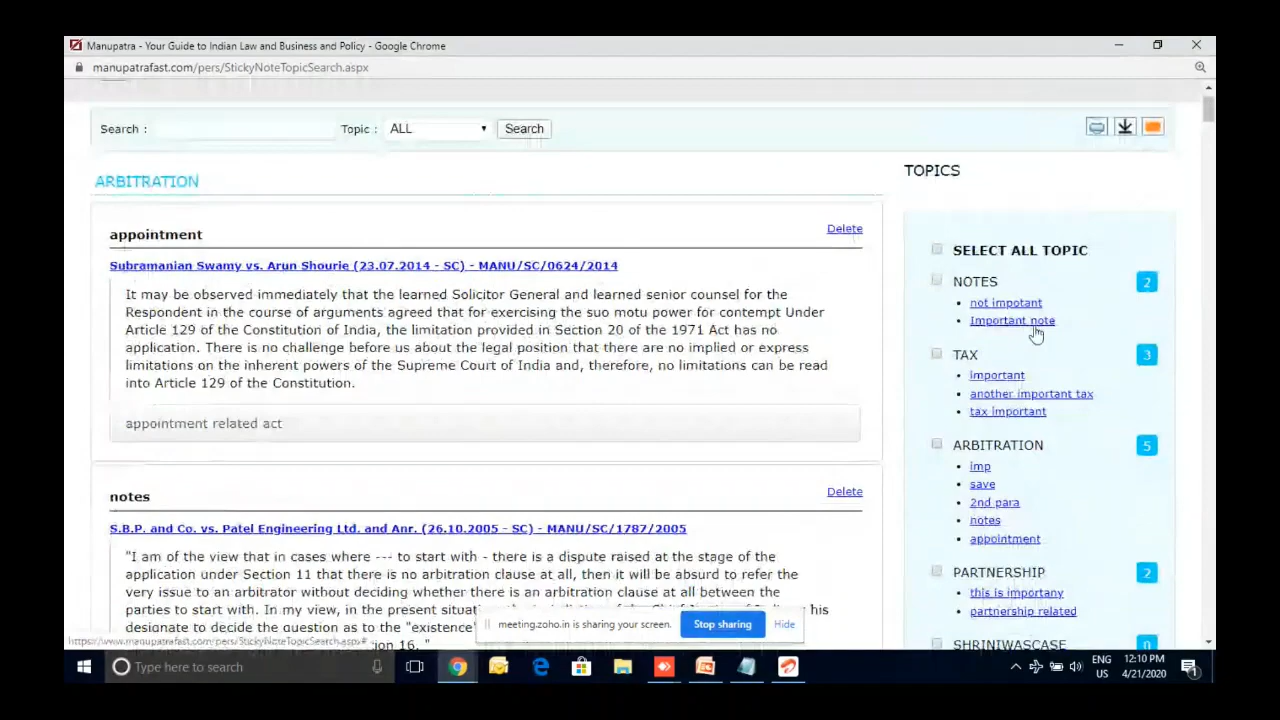 Manupatra - Your Guide to Indian Law and Business and Policy - Google Chrome
manupatrafast.com/pers/StickyNoteTopicSearch.aspx
Search : Topic : ALL Search
ARBITRATION
appointment Delete
Subramanian Swamy vs. Arun Shourie (23.07.2014 - SC) - MANU/SC/0624/2014
It may be observed immediately that the learned Solicitor General and learned senior counsel for the
Respondent in the course of arguments agreed that for exercising the suo motu power for contempt Under
Article 129 of the Constitution of India, the limitation provided in Section 20 of the 1971 Act has no
application. There is no challenge before us about the legal position that there are no implied or express
limitations on the inherent powers of the Supreme Court of India and, therefore, no limitations can be read
into Article 129 of the Constitution.
appointment related act
notes Delete
S.B.P. and Co. vs. Patel Engineering Ltd. and Anr. (26.10.2005 - SC) - MANU/SC/1787/2005
"I am of the view that in cases where --- to start with - there is a dispute raised at the stage of the
application under Section 11 that there is no arbitration clause at all, then it will be absurd to refer the
very issue to an arbitrator without deciding whether there is an arbitration clause at all between the
parties to start with. In my view, in the present his
designate to decide the question as to the "existence"
ion 16. "
TOPICS
SELECT ALL TOPIC
NOTES 2
not impotant
Important note
TAX 3
important
another important tax
tax important
ARBITRATION 5
imp
save
2nd para
notes
appointment
PARTNERSHIP 2
this is importany
partnership related
SHRINIWASCASE 0
meeting.zoho.in is sharing your screen. Stop sharing Hide
https://www.manupatrafast.com/pers/StickyNoteTopicSearch.aspx#
Type here to search
ENG
US
12:10 PM
4/21/2020
1